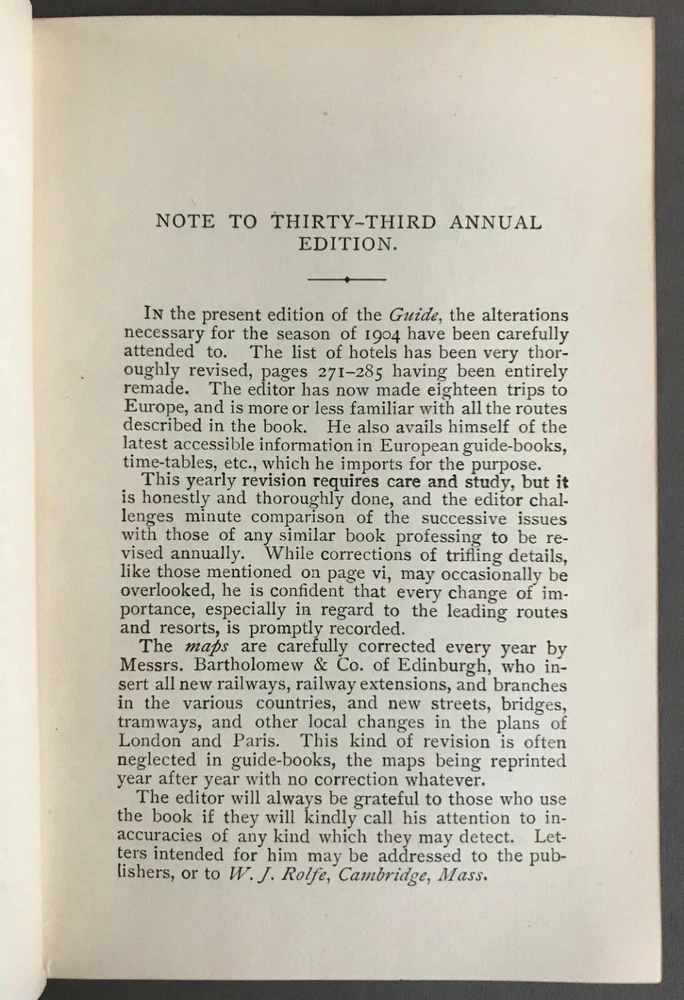 NOTE TO THIRTY-THIRD ANNUAL
EDITION.
IN the present edition of the Guide, the alterations
necessary for the season of 1904 have been carefully
attended to. The list of hotels has been very thor-
oughly revised, pages 271-285 having been entirely
remade. The editor has now made eighteen trips to
Europe, and is more or less familiar with all the routes
described in the book. He also avails himself of the
latest accessible information in European guide-books,
time-tables, etc., which he imports for the purpose.
This yearly revision requires care and study, but it
is honestly and thoroughly done, and the editor chal-
lenges minute comparison of the successive issues
with those of any similar book professing to be re-
vised annually. While corrections of trifling details,
like those mentioned on page vi, may occasionally be
overlooked, he is confident that every change of im-
portance, especially in regard to the leading routes
and resorts, is promptly recorded.
The maps are carefully corrected every year by
Messrs. Bartholomew & Co. of Edinburgh, who in-
sert all new railways, railway extensions, and branches
in the various countries, and new streets, bridges,
tramways, and other local changes in the plans of
London and Paris. This kind of revision is often
neglected in guide-books, the maps being reprinted
year after year with no correction whatever.
The editor will always be grateful to those who use
the book if they will kindly call his attention to in-
accuracies of any kind which they may detect. Let-
ters intended for him may be addressed to the pub-
lishers, or to W. J. Rolfe, Cambridge, Mass.